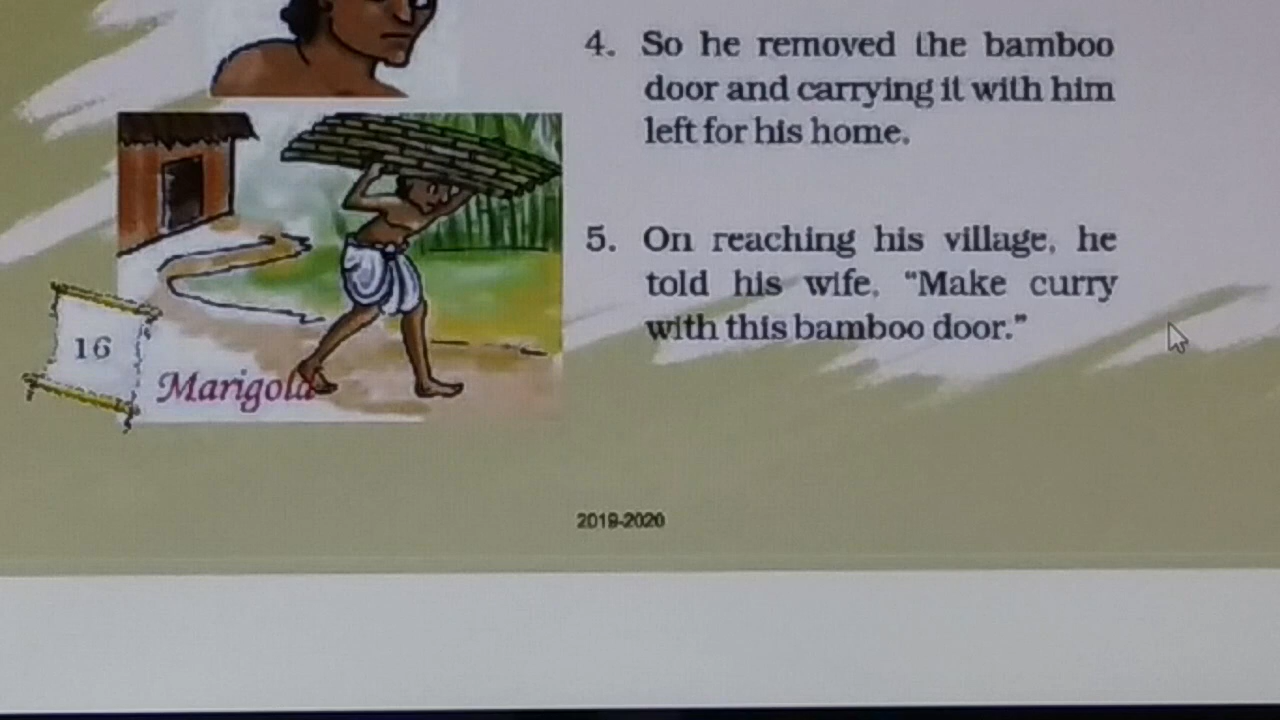 4. So he removed the bamboo
door and carrying it with him
left for his home.
5. On reaching his village, he
told his wife, “Make curry
with this bamboo door.”
16
Marigold
2019-2020